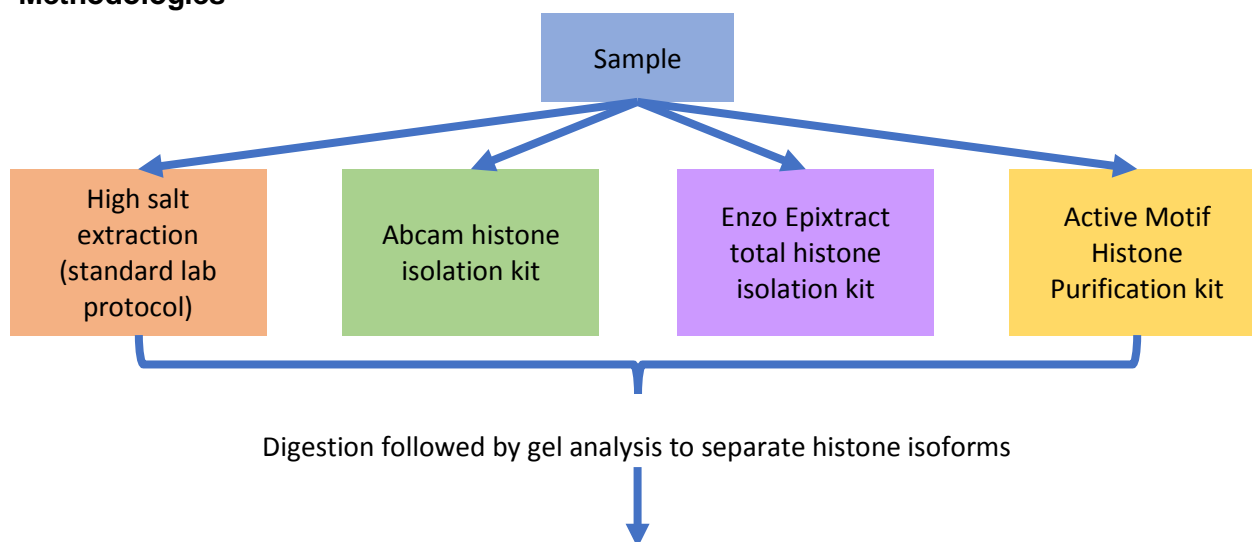 Methodologies
Sample
High salt
extraction
(standard lab
protocol)
Abcam histone
isolation kit
Enzo Epixtract
total histone
isolation kit
Active Motif
Histone
Purification kit
Digestion followed by gel analysis to separate histone isoforms